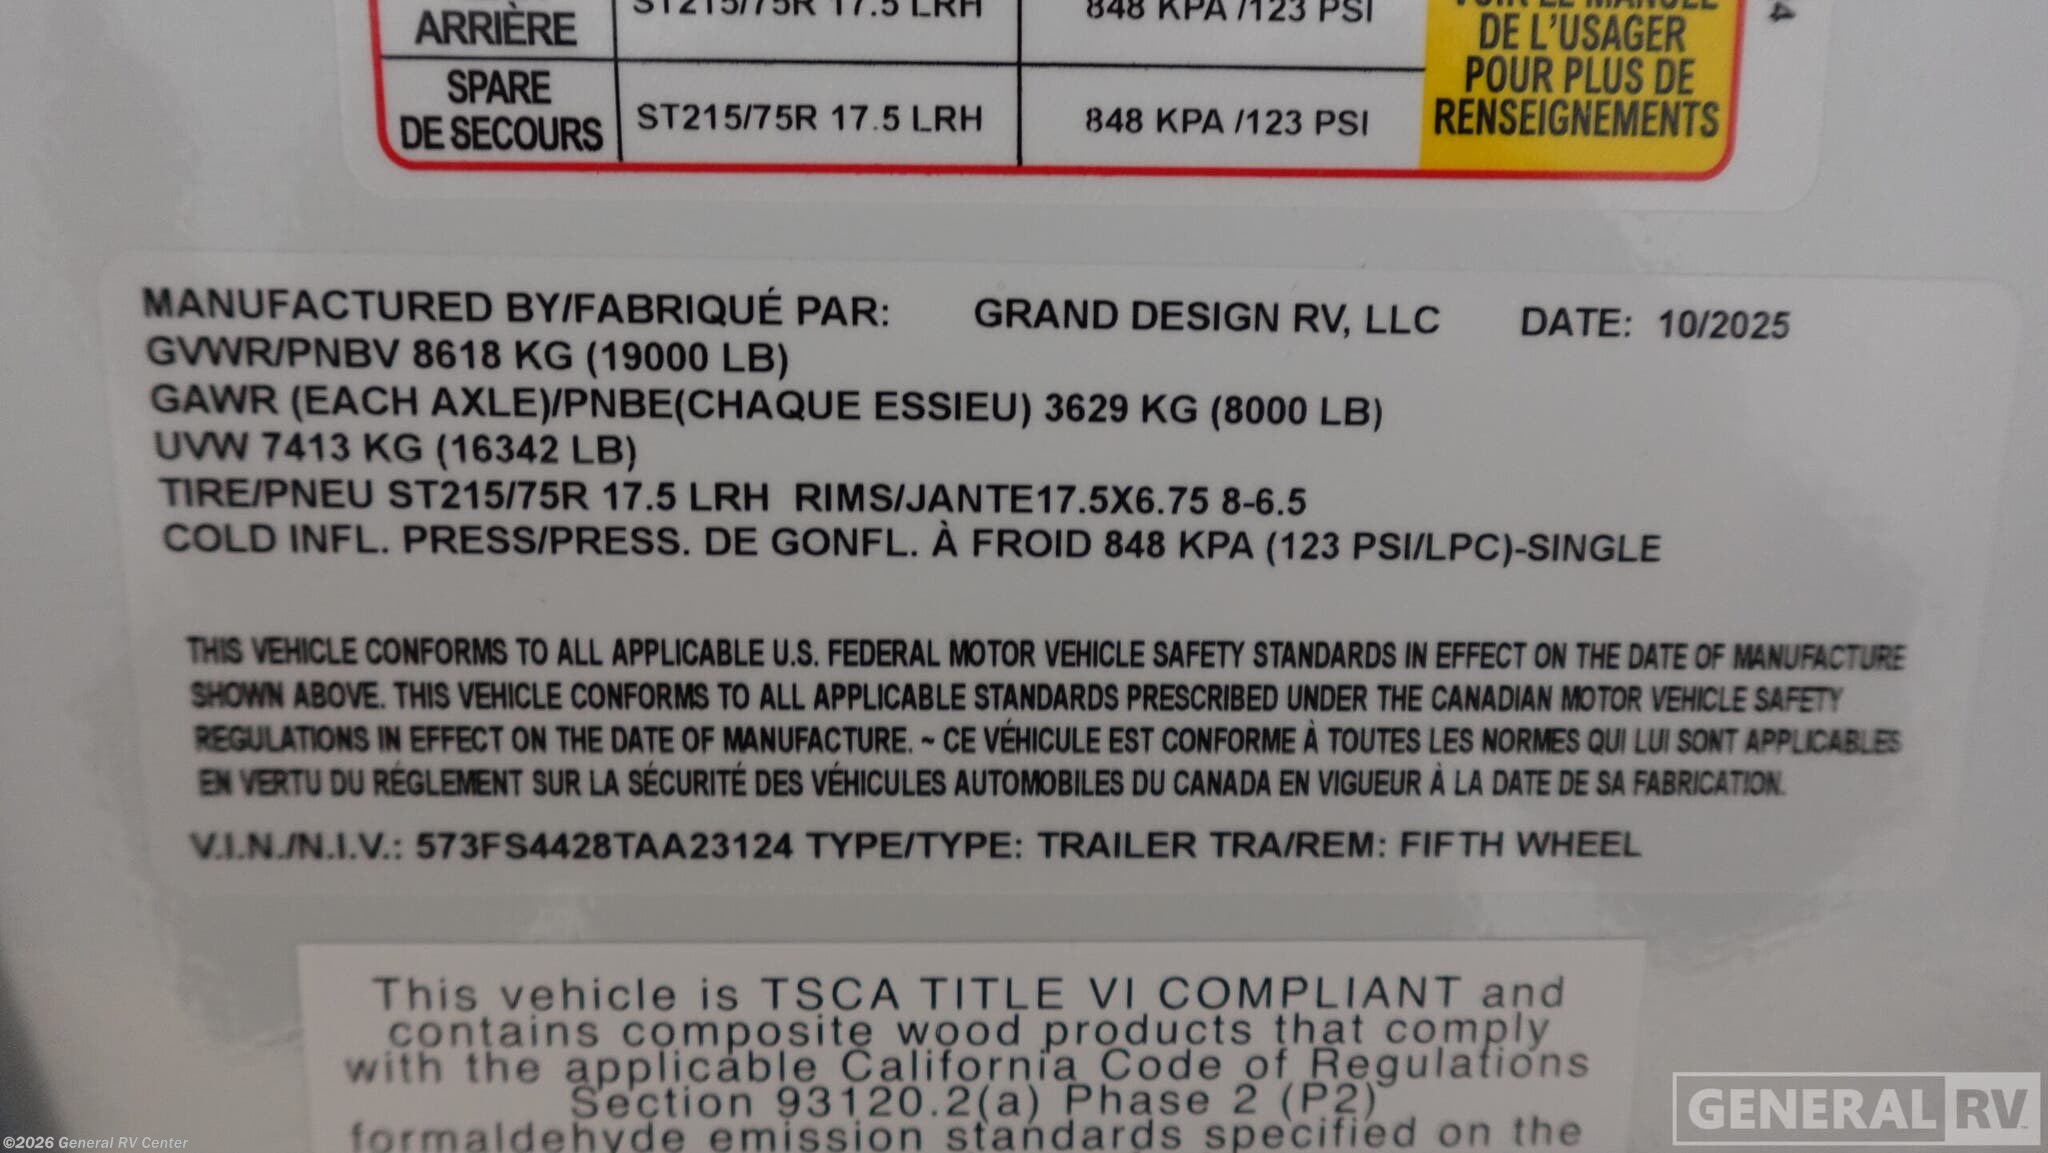 ARRIÈRE
ST215/75R 17.5 LRH
848 KPA /123 PSI
VOIR LE MANUEL
DE L'USAGER
POUR PLUS DE
RENSEIGNEMENTS
SPARE
DE SECOURS
ST215/75R 17.5 LRH
848 KPA /123 PSI
4
MANUFACTURED BY/FABRIQUÉ PAR: GRAND DESIGN RV, LLC DATE: 10/2025
GVWR/PNBV 8618 KG (19000 LB)
GAWR (EACH AXLE)/PNBE(CHAQUE ESSIEU) 3629 KG (8000 LB)
UVW 7413 KG (16342 LB)
TIRE/PNEU ST215/75R 17.5 LRH RIMS/JANTE17.5X6.75 8-6.5
COLD INFL. PRESS/PRESS. DE GONFL. À FROID 848 KPA (123 PSI/LPC)-SINGLE
THIS VEHICLE CONFORMS TO ALL APPLICABLE U.S. FEDERAL MOTOR VEHICLE SAFETY STANDARDS IN EFFECT ON THE DATE OF MANUFACTURE
SHOWN ABOVE. THIS VEHICLE CONFORMS TO ALL APPLICABLE STANDARDS PRESCRIBED UNDER THE CANADIAN MOTOR VEHICLE SAFETY
REGULATIONS IN EFFECT ON THE DATE OF MANUFACTURE. ~ CE VÉHICULE EST CONFORME À TOUTES LES NORMES QUI LUI SONT APPLICABLES
EN VERTU DU RÉGLEMENT SUR LA SÉCURITÉ DES VÉHICULES AUTOMOBILES DU CANADA EN VIGUEUR À LA DATE DE SA FABRICATION.
V.I.N./N.I.V.: 573FS4428TAA23124 TYPE/TYPE: TRAILER TRA/REM: FIFTH WHEEL
This vehicle is TSCA TITLE VI COMPLIANT and
contains composite wood products that comply
with the applicable California Code of Regulations
Section 93120.2(a) Phase 2 (P2)
formaldehyde emission standards specified on the
GENERAL RV
©2026 General RV Center